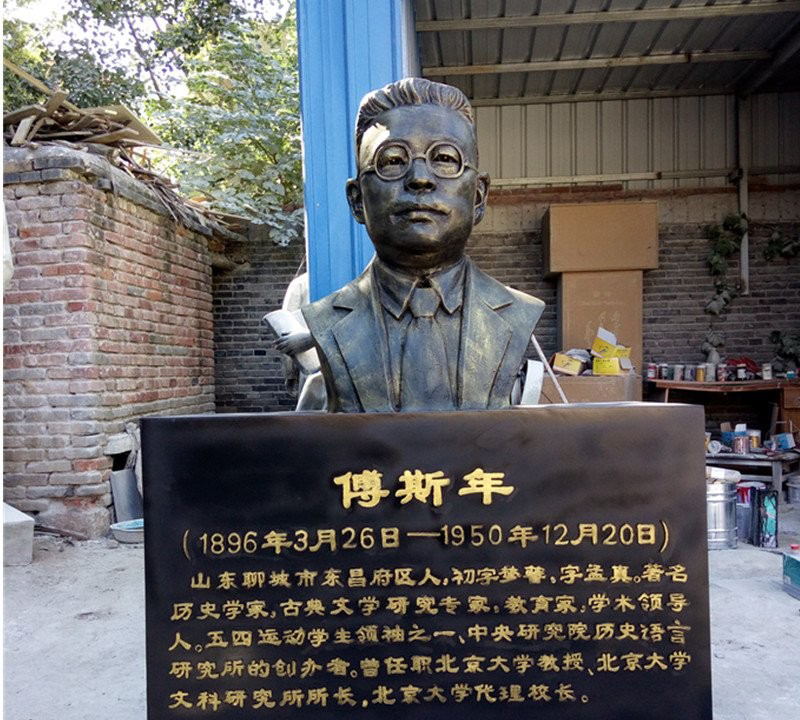 傅斯年
(1896年3月26日—1950年12月20日)
山东聊城市东昌府区人,初字梦簪,字孟真。著名
历史学家,古典文学研究专家,教育家,学术领导
人。五四运动学生领袖之一、中央研究院历史语言
研究所的创办者。曾任职北京大学教授、北京大学
文科研究所所长,北京大学代理校长。